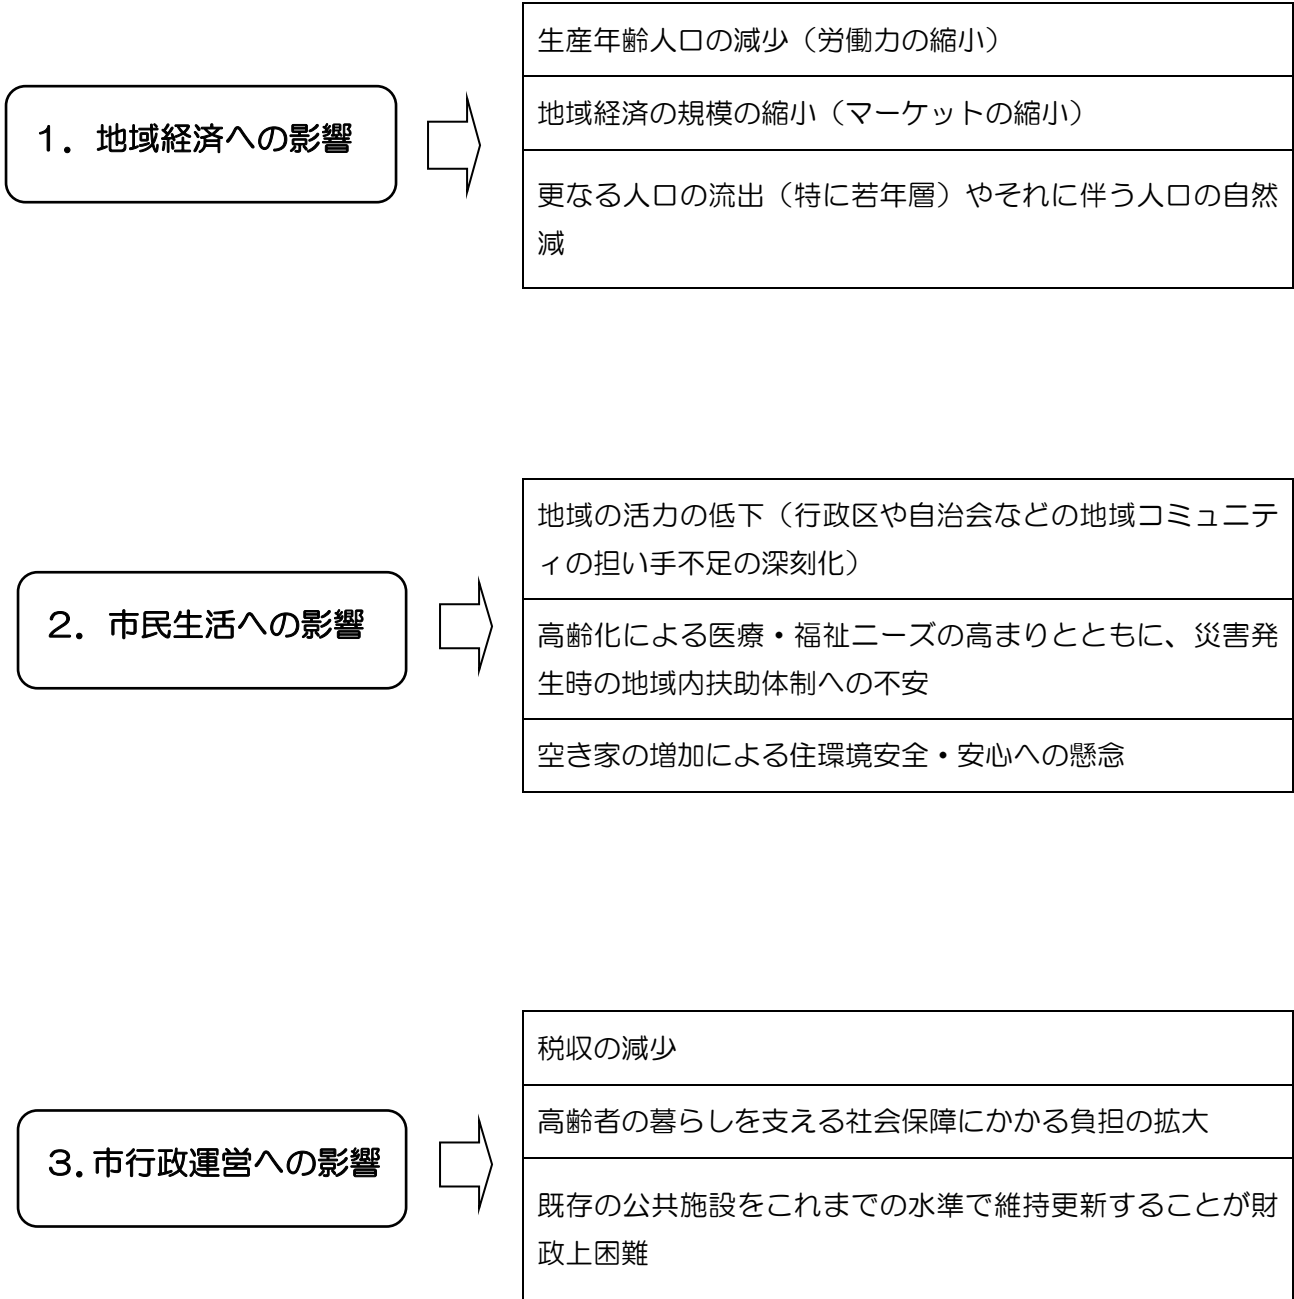 1．地域経済への影響
生産年齢人口の減少（労働力の縮小）
地域経済の規模の縮小（マーケットの縮小）
更なる人口の流出（特に若年層）やそれに伴う人口の自然
減
2．市民生活への影響
地域の活力の低下（行政区や自治会などの地域コミュニテ
ィの担い手不足の深刻化）
高齢化による医療・福祉ニーズの高まりとともに、災害発
生時の地域内扶助体制への不安
空き家の増加による住環境安全・安心への懸念
3．市行政運営への影響
税収の減少
高齢者の暮らしを支える社会保障にかかる負担の拡大
既存の公共施設をこれまでの水準で維持更新することが財
政上困難